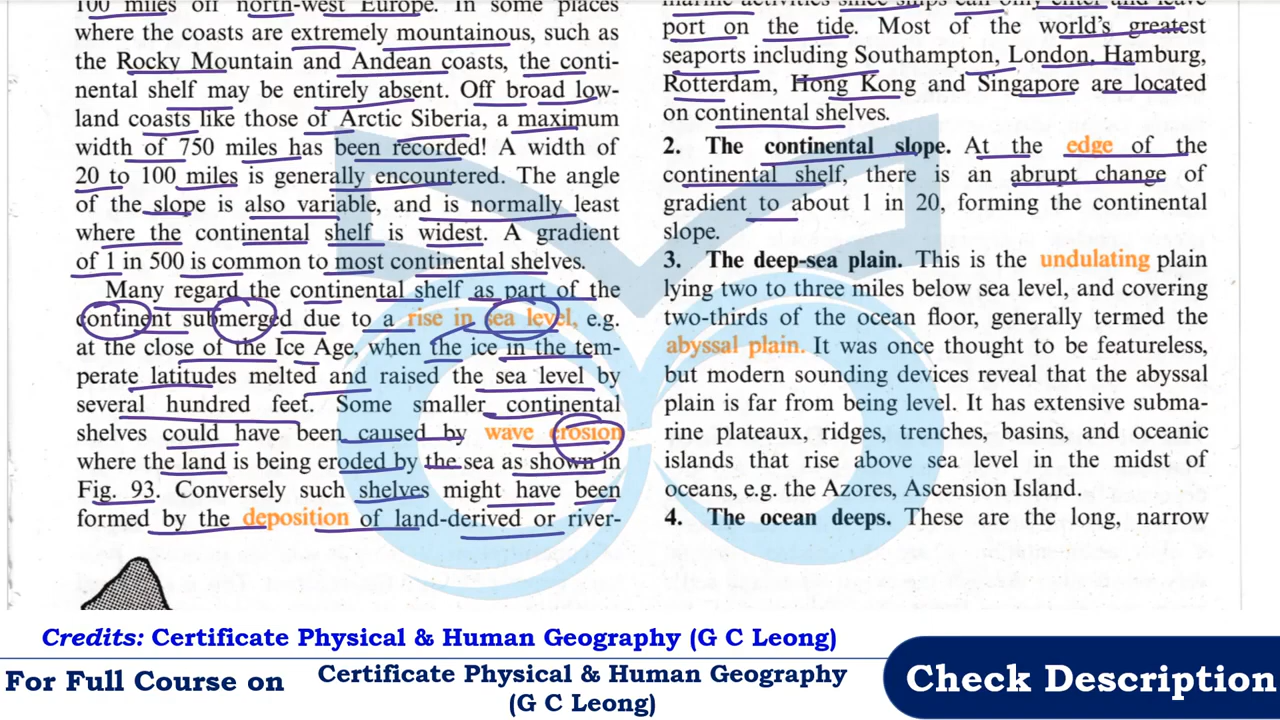 100 miles off north-west Europe. In some places
where the coasts are extremely mountainous, such as
the Rocky Mountain and Andean coasts, the conti-
nental shelf may be entirely absent. Off broad low-
land coasts like those of Arctic Siberia, a maximum
width of 750 miles has been recorded! A width of
20 to 100 miles is generally encountered. The angle
of the slope is also variable, and is normally least
where the continental shelf is widest. A gradient
of 1 in 500 is common to most continental shelves.
Many regard the continental shelf as part of the
continent submerged due to a rise in sea level, e.g.
at the close of the Ice Age, when the ice in the tem-
perate latitudes melted and raised the sea level by
several hundred feet. Some smaller continental
shelves could have been caused by wave erosion
where the land is being eroded by the sea as shown in
Fig. 93. Conversely such shelves might have been
formed by the deposition of land-derived or river-
marine activities since ships can only enter and leave
port on the tide. Most of the world's greatest
seaports including Southampton, London, Hamburg,
Rotterdam, Hong Kong and Singapore are located
on continental shelves.
2. The continental slope. At the edge of the
continental shelf, there is an abrupt change of
gradient to about 1 in 20, forming the continental
slope.
3. The deep-sea plain. This is the undulating plain
lying two to three miles below sea level, and covering
two-thirds of the ocean floor, generally termed the
abyssal plain. It was once thought to be featureless,
but modern sounding devices reveal that the abyssal
plain is far from being level. It has extensive subma-
rine plateaux, ridges, trenches, basins, and oceanic
islands that rise above sea level in the midst of
oceans, e.g. the Azores, Ascension Island.
4. The ocean deeps. These are the long, narrow
Credits: Certificate Physical & Human Geography (G C Leong)
For Full Course on
Certificate Physical & Human Geography
(G C Leong)
Check Description